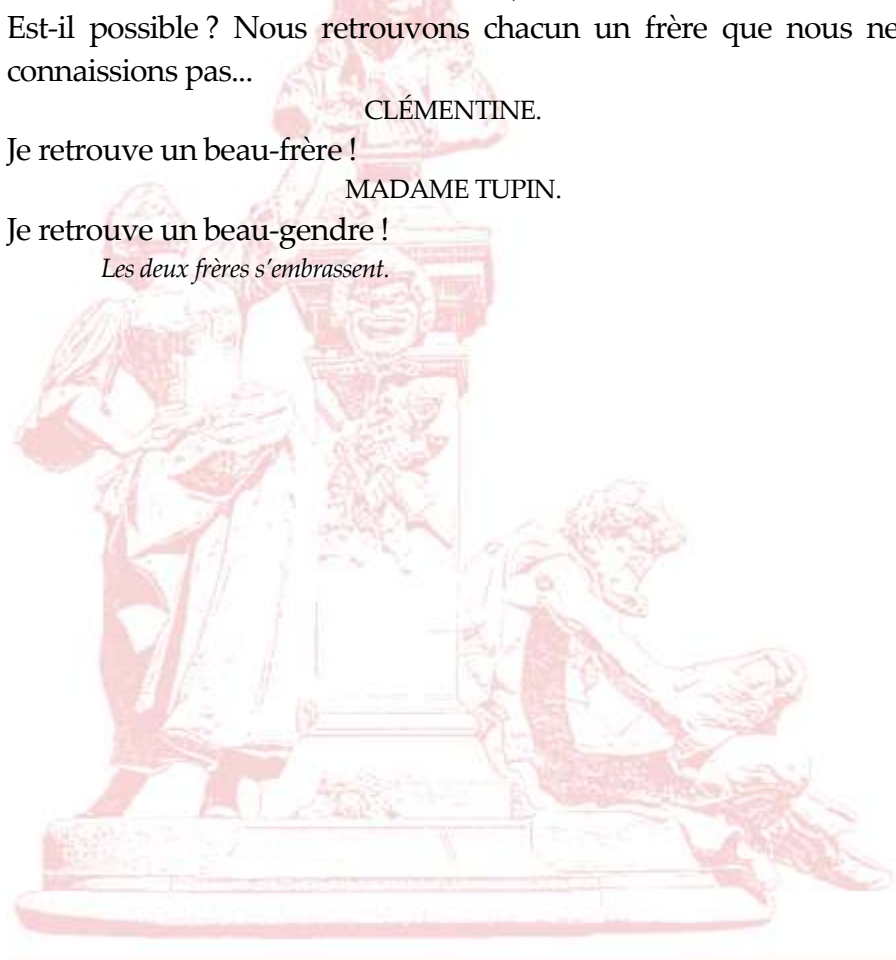 Est-il possible ? Nous retrouvons chacun un frère que nous ne
connaissions pas...
CLÉMENTINE.
Je retrouve un beau-frère !
MADAME TUPIN.
Je retrouve un beau-gendre !
Les deux frères s’embrassent.